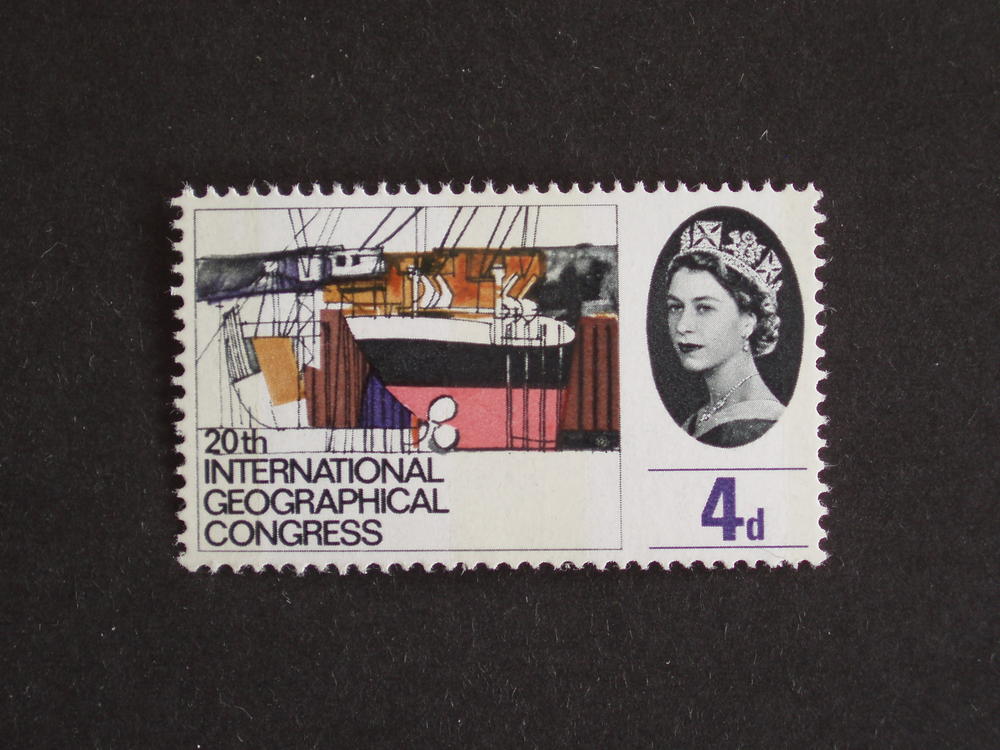 20th
INTERNATIONAL
GEOGRAPHICAL
CONGRESS
4d